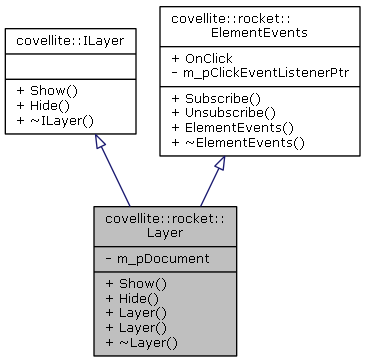 covellite::ILayer
+ Show()
+ Hide()
+ ~ILayer()
covellite::rocket::
ElementEvents
+ OnClick
- m_pClickEventListenerPtr
+ Subscribe()
+ Unsubscribe()
+ ElementEvents()
+ ~ElementEvents()
covellite::rocket::
Layer
- m_pDocument
+ Show()
+ Hide()
+ Layer()
+ Layer()
+ ~Layer()